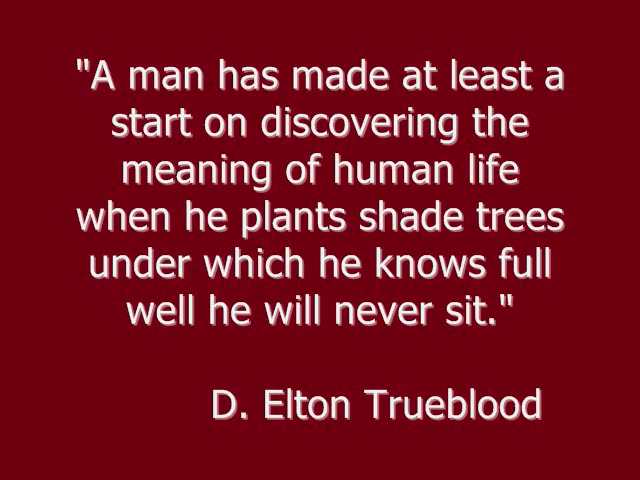 "A man has made at least a
start on discovering the
meaning of human life
when he plants shade trees
under which he knows full
well he will never sit."
D. Elton Trueblood